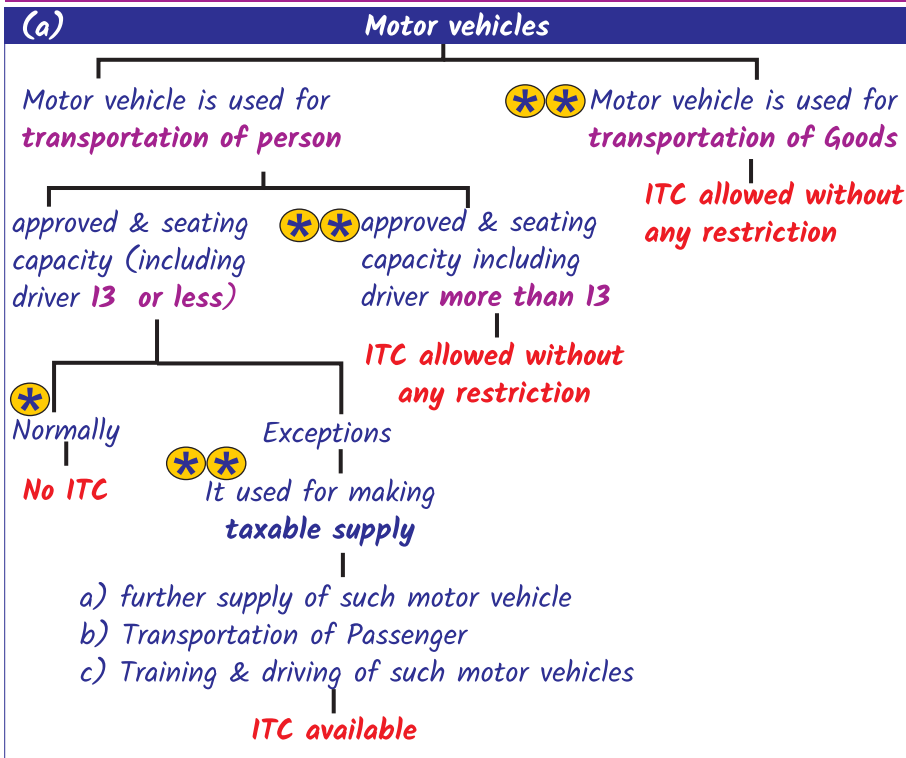 (a) Motor vehicles
Motor vehicle is used for
transportation of person
** Motor vehicle is used for
transportation of Goods
ITC allowed without
any restriction
approved & seating
capacity (including
driver 13 or less)
** approved & seating
capacity including
driver more than 13
ITC allowed without
any restriction
*
Normally
No ITC
Exceptions
**
It used for making
taxable supply
a) further supply of such motor vehicle
b) Transportation of Passenger
c) Training & driving of such motor vehicles
ITC available